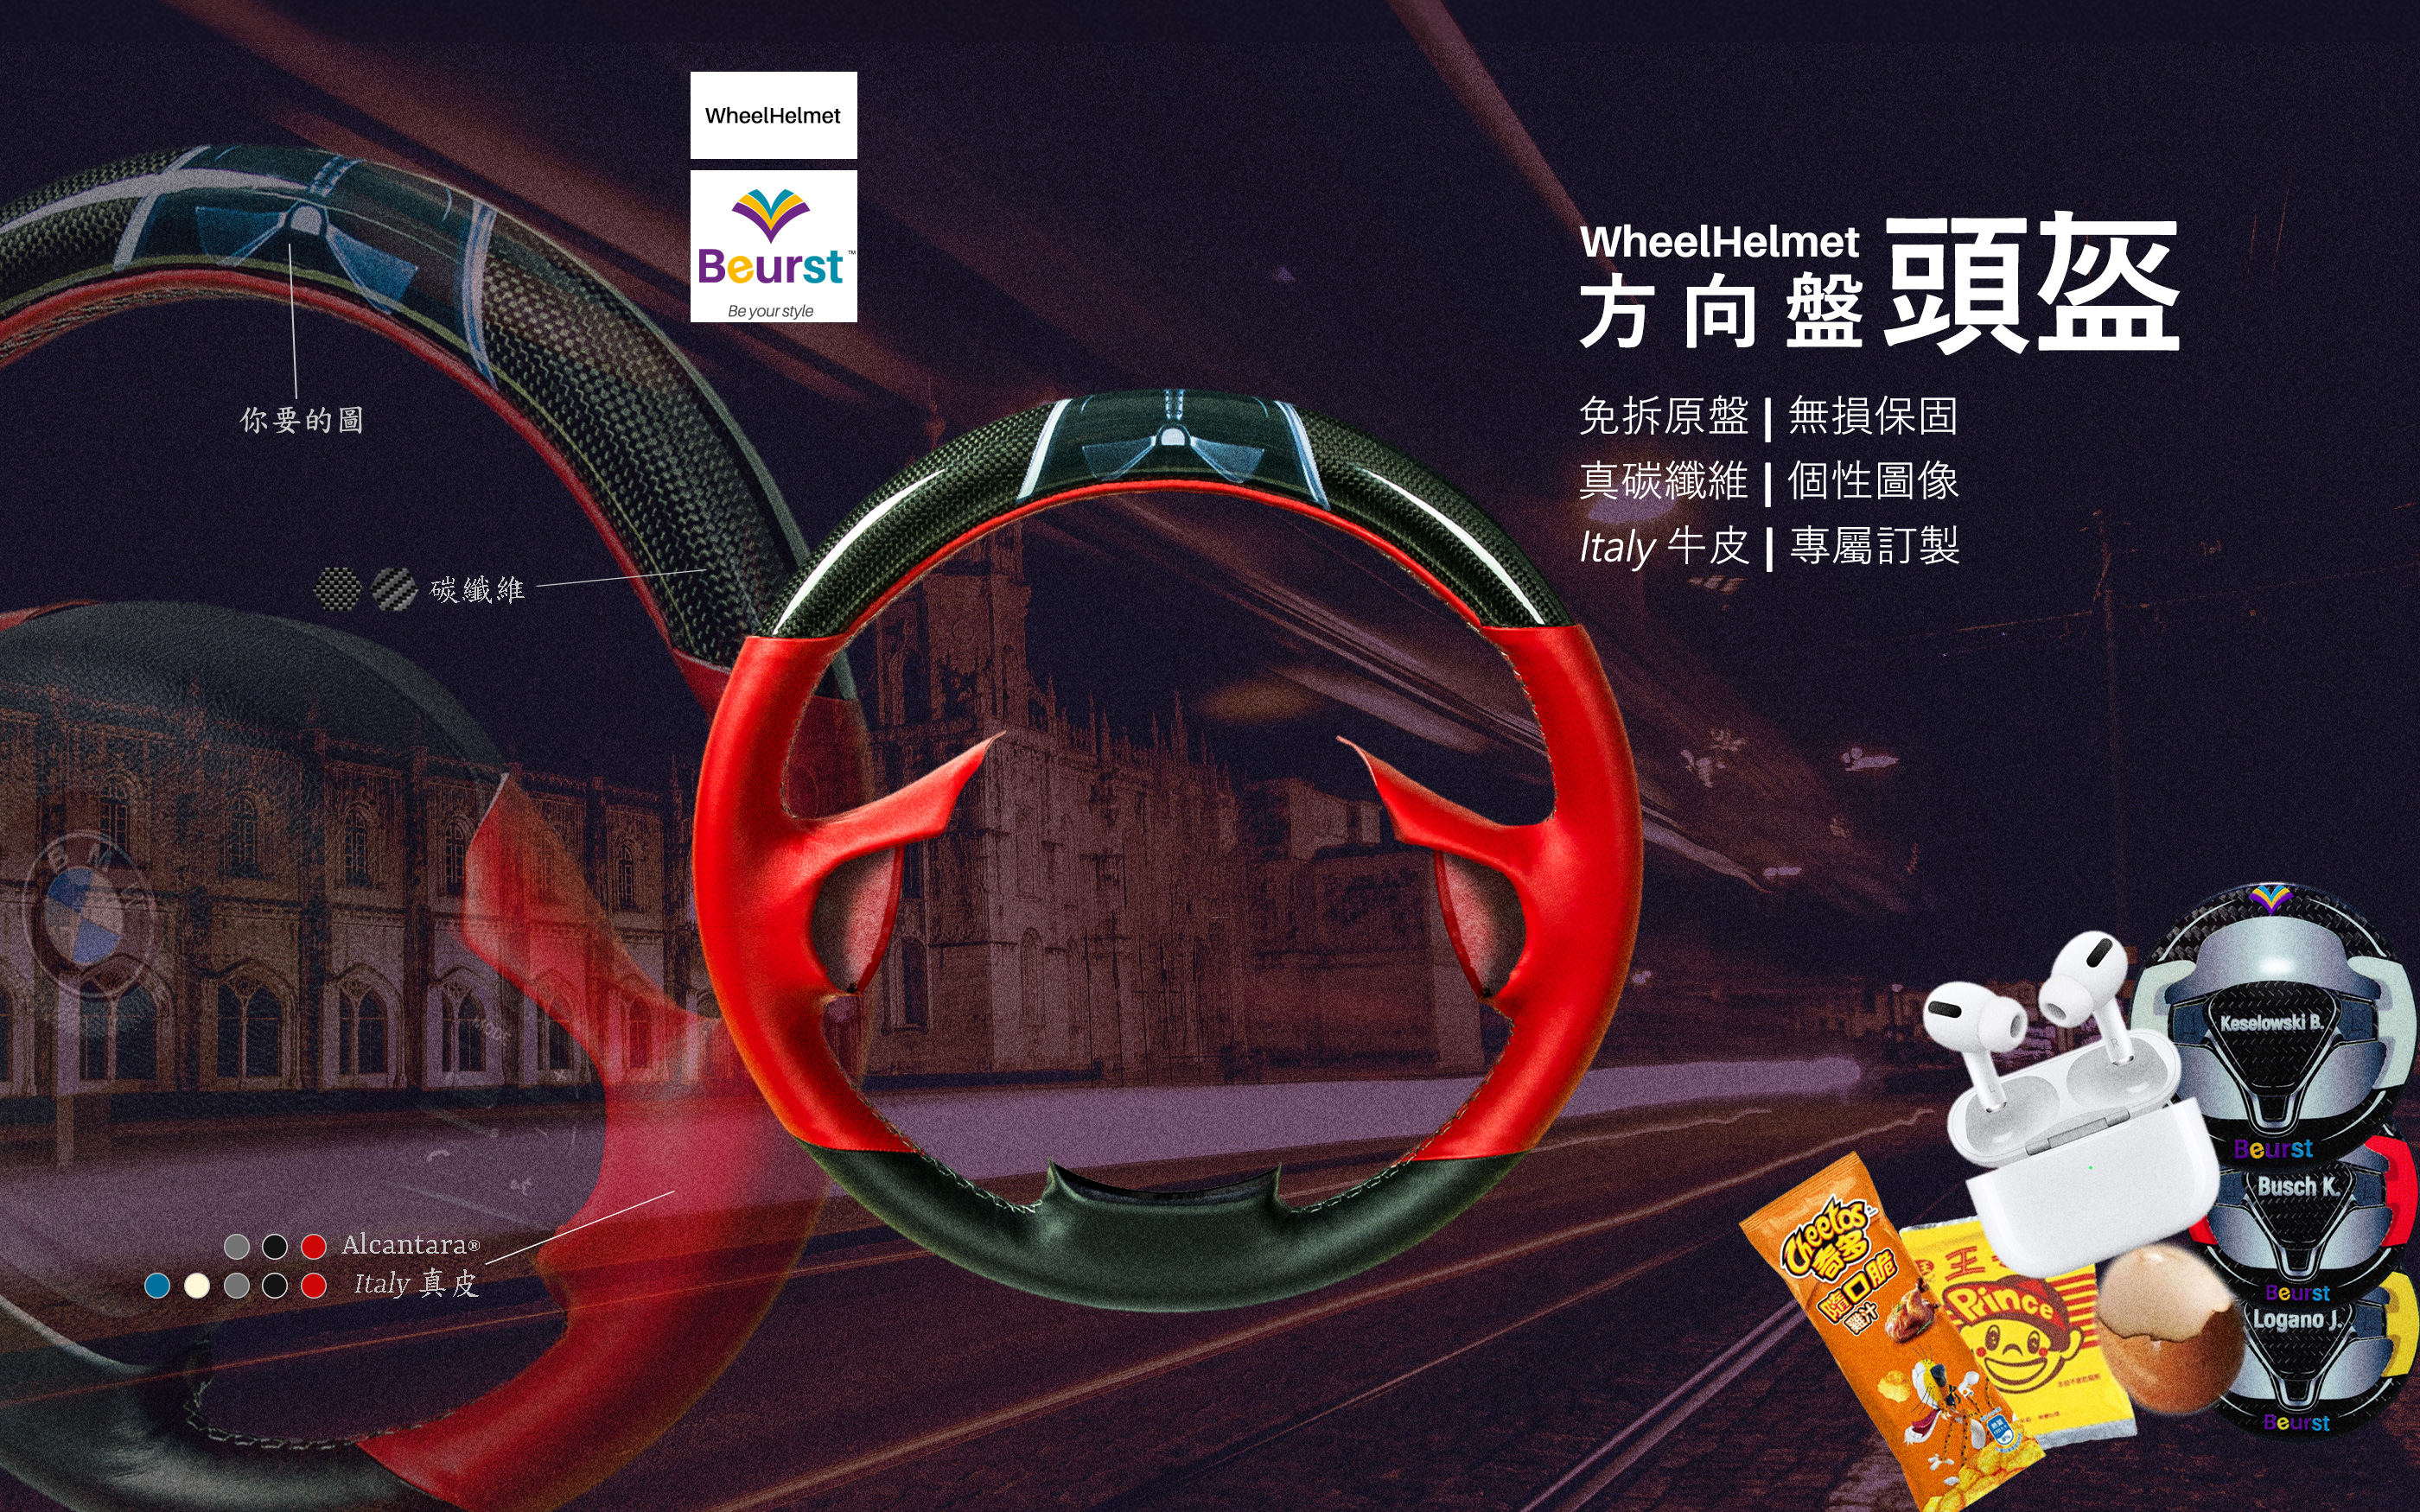 WheelHelmet
Beurst™
Be your style
WheelHelmet
方向盤頭盔
免拆原盤 | 無損保固
真碳纖維 | 個性圖像
Italy 牛皮 | 專屬訂製
你要的圖
碳纖維
BMW
MODE
Alcantara®
Italy 真皮
Keselowski B.
Beurst
Busch K.
Beurst
Logano J.
Beurst
Cheetos
奇多
隨口脆
雞汁
王
Prince